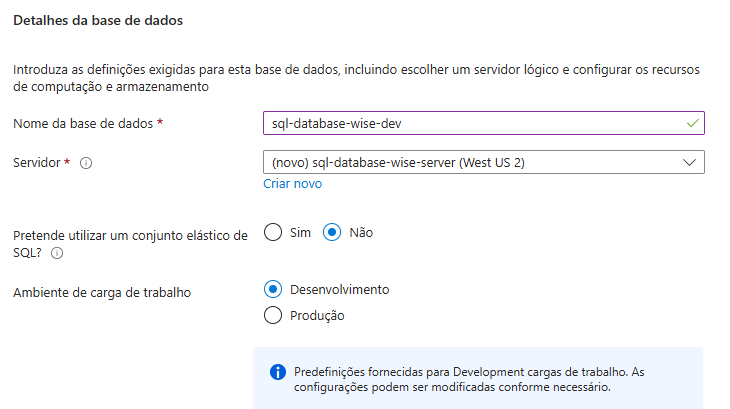 Detalhes da base de dados
Introduza as definições exigidas para esta base de dados, incluindo escolher um servidor lógico e configurar os recursos
de computação e armazenamento
Nome da base de dados *
sql-database-wise-dev
Servidor *
(novo) sql-database-wise-server (West US 2)
Criar novo
Pretende utilizar um conjunto elástico de
SQL?
Sim
Não
Ambiente de carga de trabalho
Desenvolvimento
Produção
Predefinições fornecidas para Development cargas de trabalho. As
configurações podem ser modificadas conforme necessário.